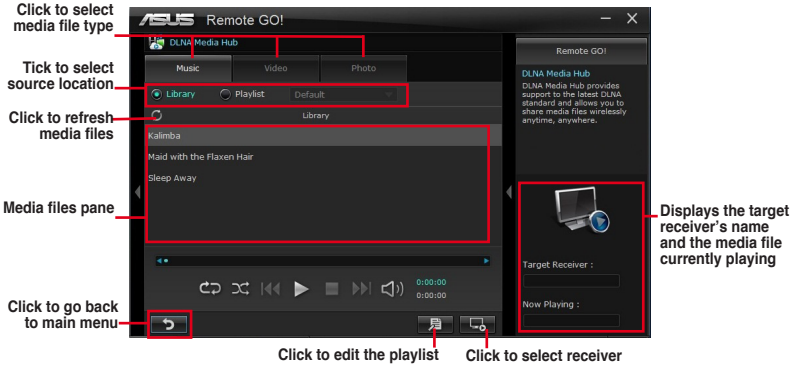 Click to select
media file type
Tick to select
source location
Click to refresh
media files
Media files pane
Click to go back
to main menu
ASUS Remote GO!
DLNA Media Hub
Music Video Photo
Library Playlist Default
Library
Kalimba
Maid with the Flaxen Hair
Sleep Away
0:00:00
0:00:00
Remote GO!
DLNA Media Hub
DLNA Media Hub provides
support to the latest DLNA
standard and allows you to
share media files wirelessly
anytime, anywhere.
Target Receiver :
Now Playing :
Displays the target
receiver's name
and the media file
currently playing
Click to edit the playlist
Click to select receiver